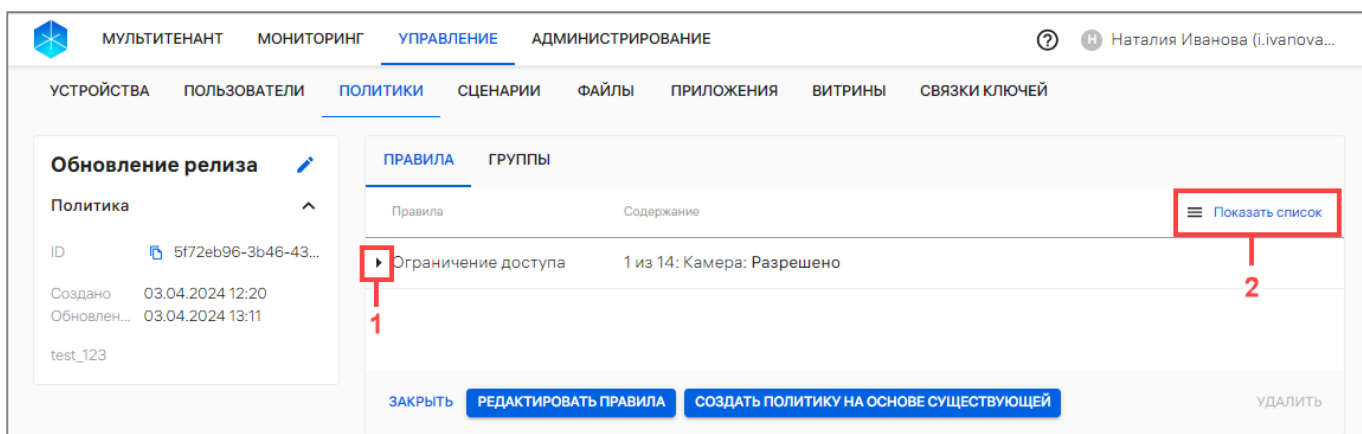 МУЛЬТИТЕНАНТ МОНИТОРИНГ УПРАВЛЕНИЕ АДМИНИСТРИРОВАНИЕ ? Н Наталия Иванова (i.ivanova...
УСТРОЙСТВА ПОЛЬЗОВАТЕЛИ ПОЛИТИКИ СЦЕНАРИИ ФАЙЛЫ ПРИЛОЖЕНИЯ ВИТРИНЫ СВЯЗКИ КЛЮЧЕЙ
Обновление релиза
Политика
ID 5f72eb96-3b46-43...
Создано 03.04.2024 12:20
Обновлен... 03.04.2024 13:11
test_123
ПРАВИЛА ГРУППЫ
Правила Содержание Показать список
Ограничение доступа 1 из 14: Камера: Разрешено
1
2
ЗАКРЫТЬ РЕДАКТИРОВАТЬ ПРАВИЛА СОЗДАТЬ ПОЛИТИКУ НА ОСНОВЕ СУЩЕСТВУЮЩЕЙ УДАЛИТЬ